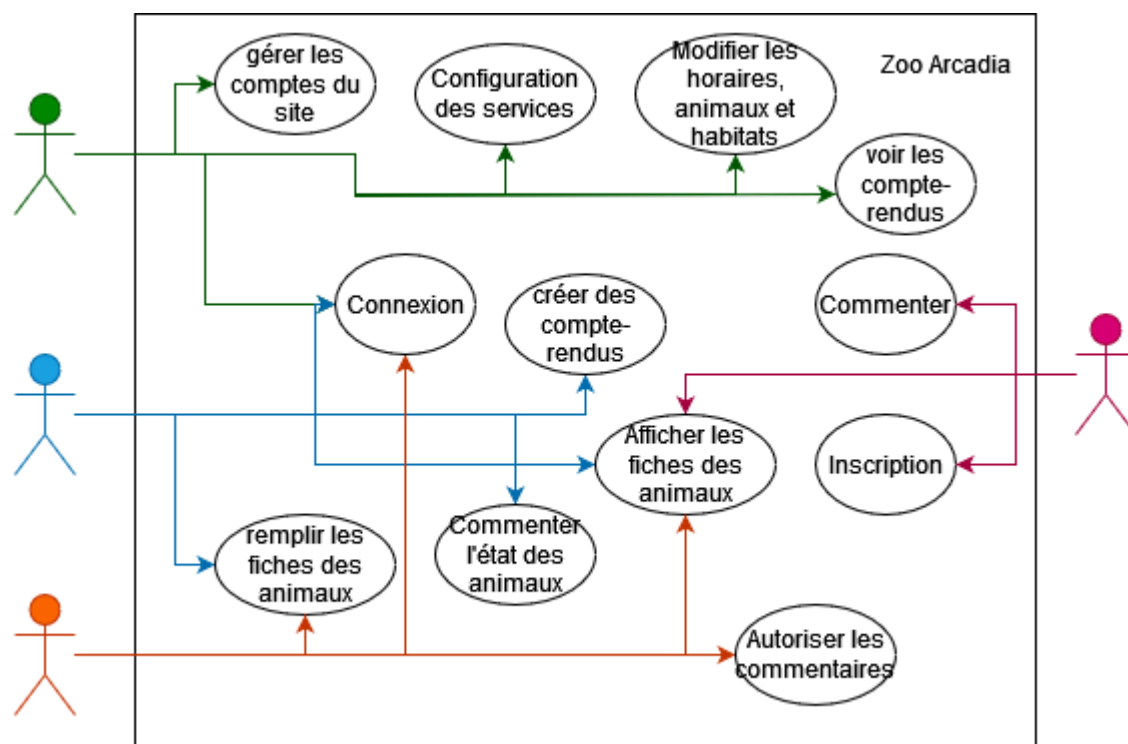 gérer les
comptes du
site
Configuration
des services
Modifier les
horaires,
animaux et
habitats
Zoo Arcadia
voir les
compte-
rendus
Connexion
créer des
compte-
rendus
Commenter
Afficher les
fiches des
animaux
Inscription
remplir les
fiches des
animaux
Commenter
l'état des
animaux
Autoriser les
commentaires